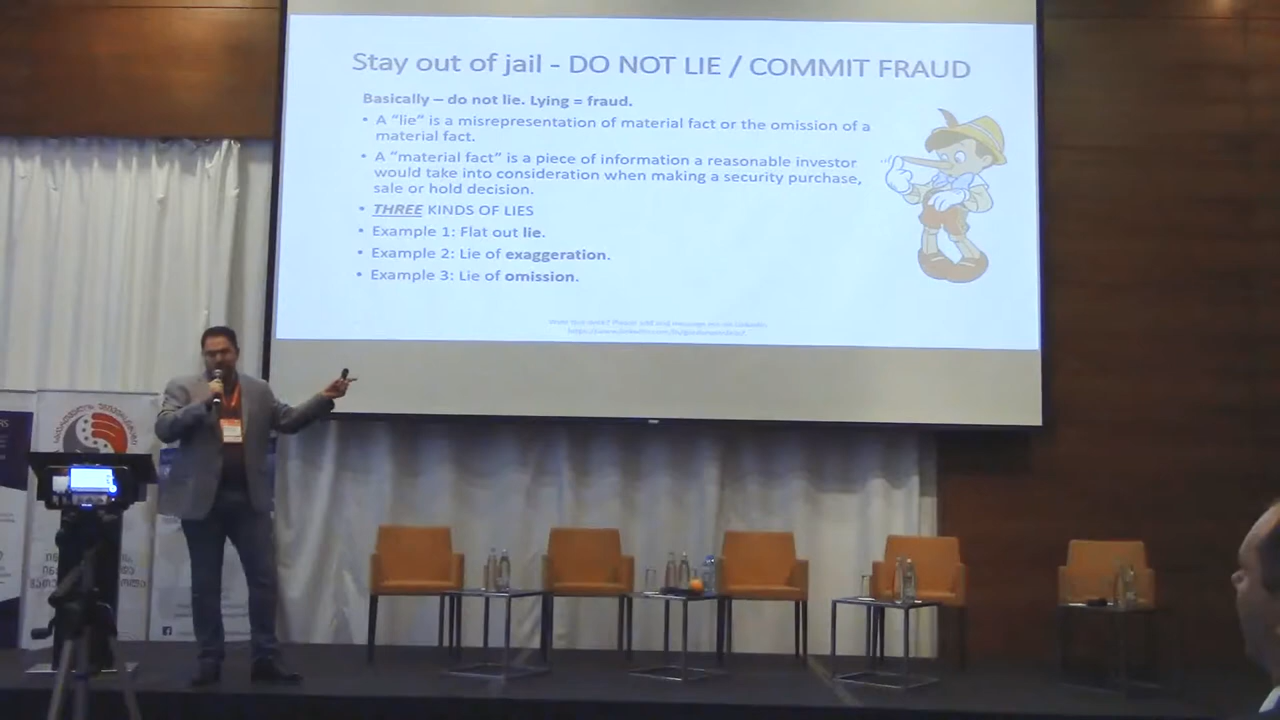 Stay out of jail - DO NOT LIE / COMMIT FRAUD
Basically – do not lie. Lying = fraud.
• A “lie” is a misrepresentation of material fact or the omission of a
material fact.
• A “material fact” is a piece of information a reasonable investor
would take into consideration when making a security purchase,
sale or hold decision.
• THREE KINDS OF LIES
• Example 1: Flat out lie.
• Example 2: Lie of exaggeration.
• Example 3: Lie of omission.